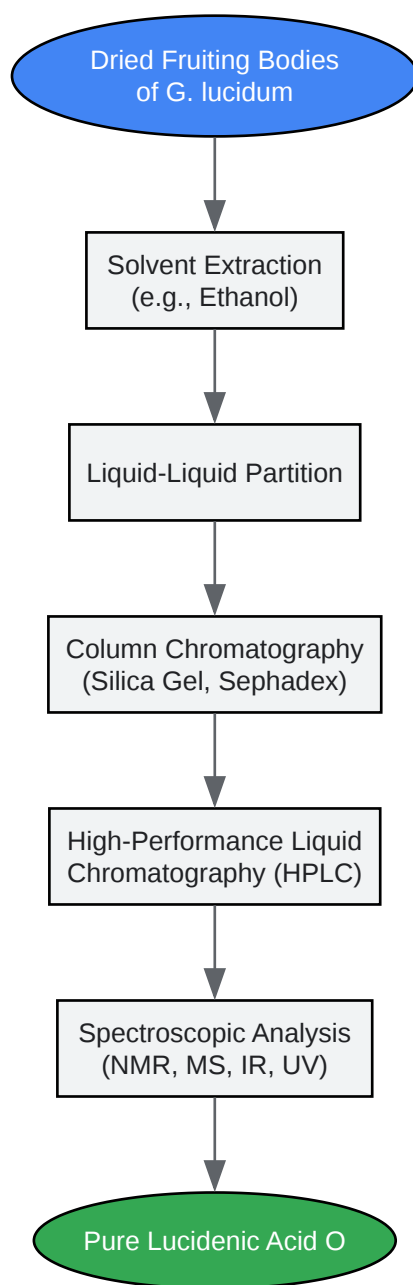 Dried Fruiting Bodies
of G. lucidum
Solvent Extraction
(e.g., Ethanol)
Liquid-Liquid Partition
Column Chromatography
(Silica Gel, Sephadex)
High-Performance Liquid
Chromatography (HPLC)
Spectroscopic Analysis
(NMR, MS, IR, UV)
Pure Lucidenic Acid O